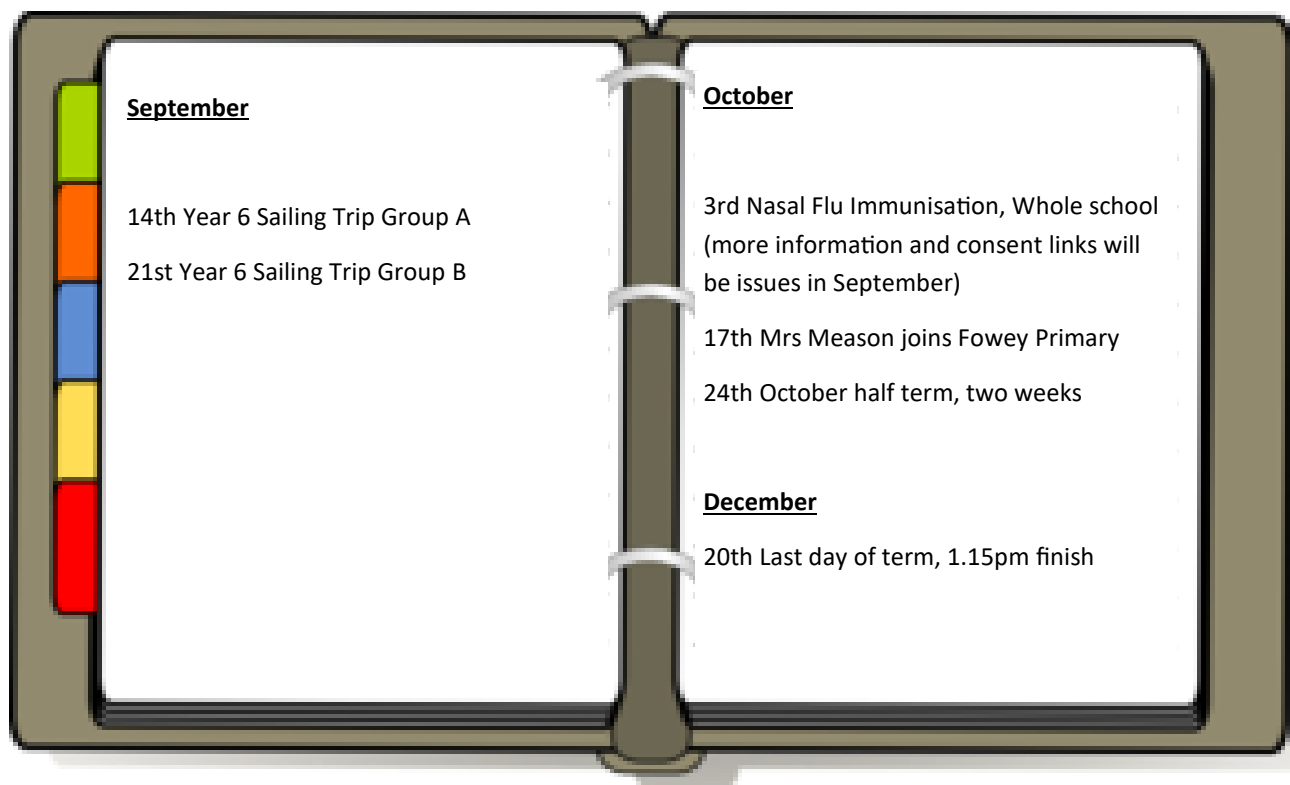 September
14th Year 6 Sailing Trip Group A
21st Year 6 Sailing Trip Group B
October
3rd Nasal Flu Immunisation, Whole school
(more information and consent links will
be issues in September)
17th Mrs Meason joins Fowey Primary
24th October half term, two weeks
December
20th Last day of term, 1.15pm finish